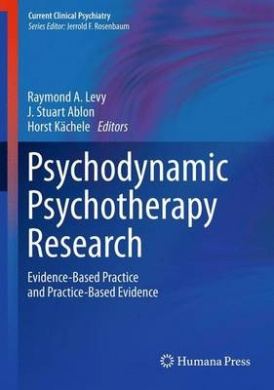 Current Clinical Psychiatry
Series Editor: Jerrold F. Rosenbaum
Raymond A. Levy
J. Stuart Ablon
Horst Kächele Editors
Psychodynamic
Psychotherapy
Research
Evidence-Based Practice
and Practice-Based Evidence
Humana Press